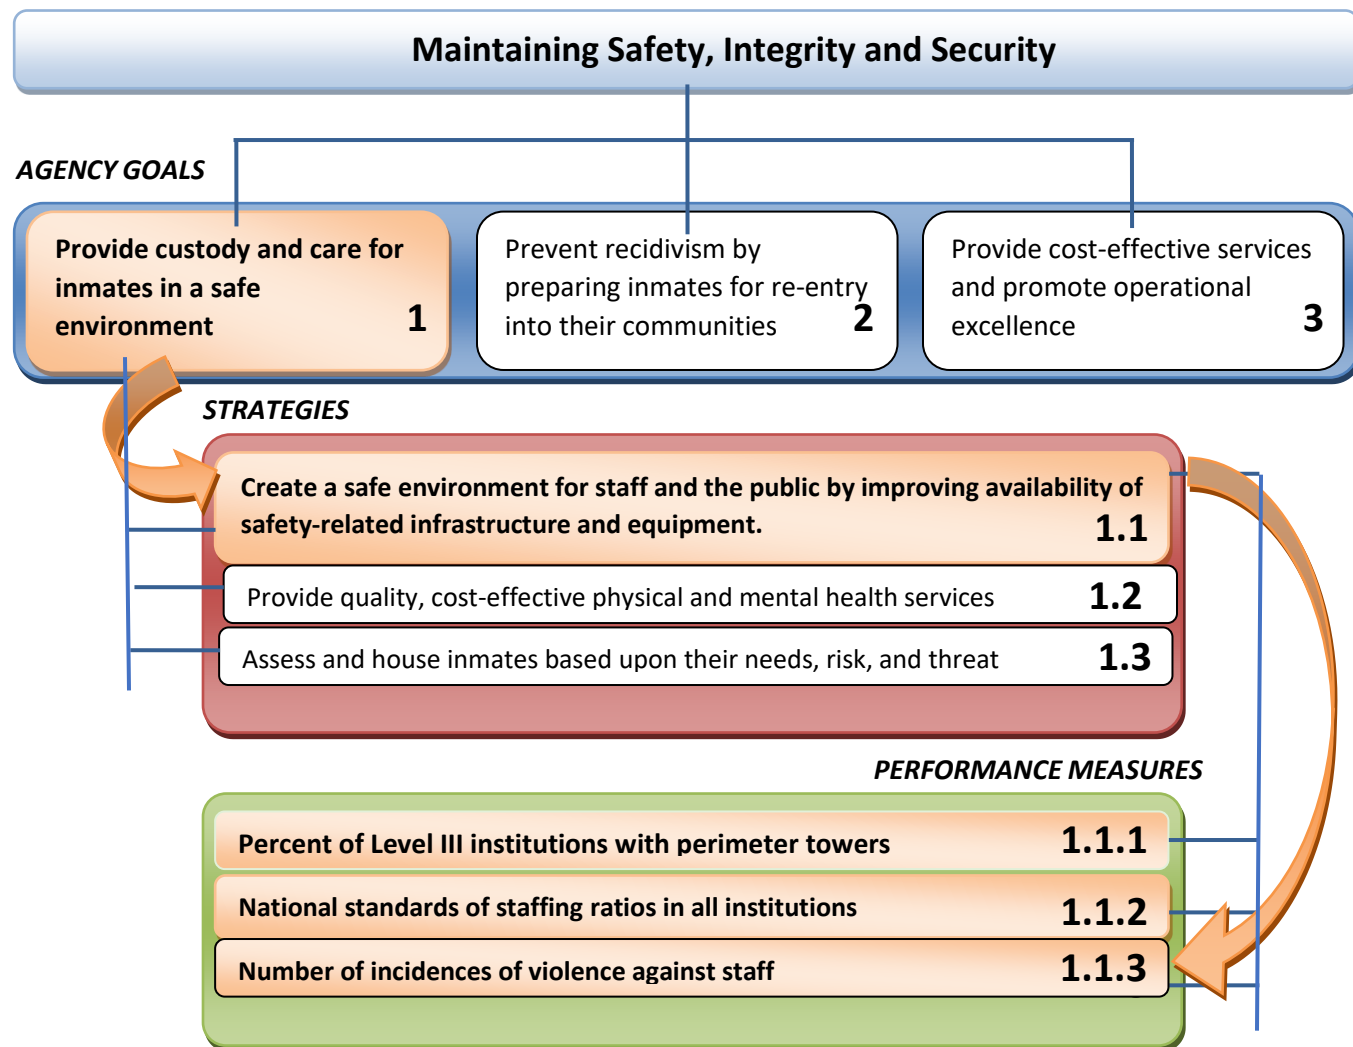 Maintaining Safety, Integrity and Security
AGENCY GOALS
Provide custody and care for
inmates in a safe
environment 1
Prevent recidivism by
preparing inmates for re-entry
into their communities 2
Provide cost-effective services
and promote operational
excellence 3
STRATEGIES
Create a safe environment for staff and the public by improving availability of
safety-related infrastructure and equipment. 1.1
Provide quality, cost-effective physical and mental health services 1.2
Assess and house inmates based upon their needs, risk, and threat 1.3
PERFORMANCE MEASURES
Percent of Level III institutions with perimeter towers 1.1.1
National standards of staffing ratios in all institutions 1.1.2
Number of incidences of violence against staff 1.1.3